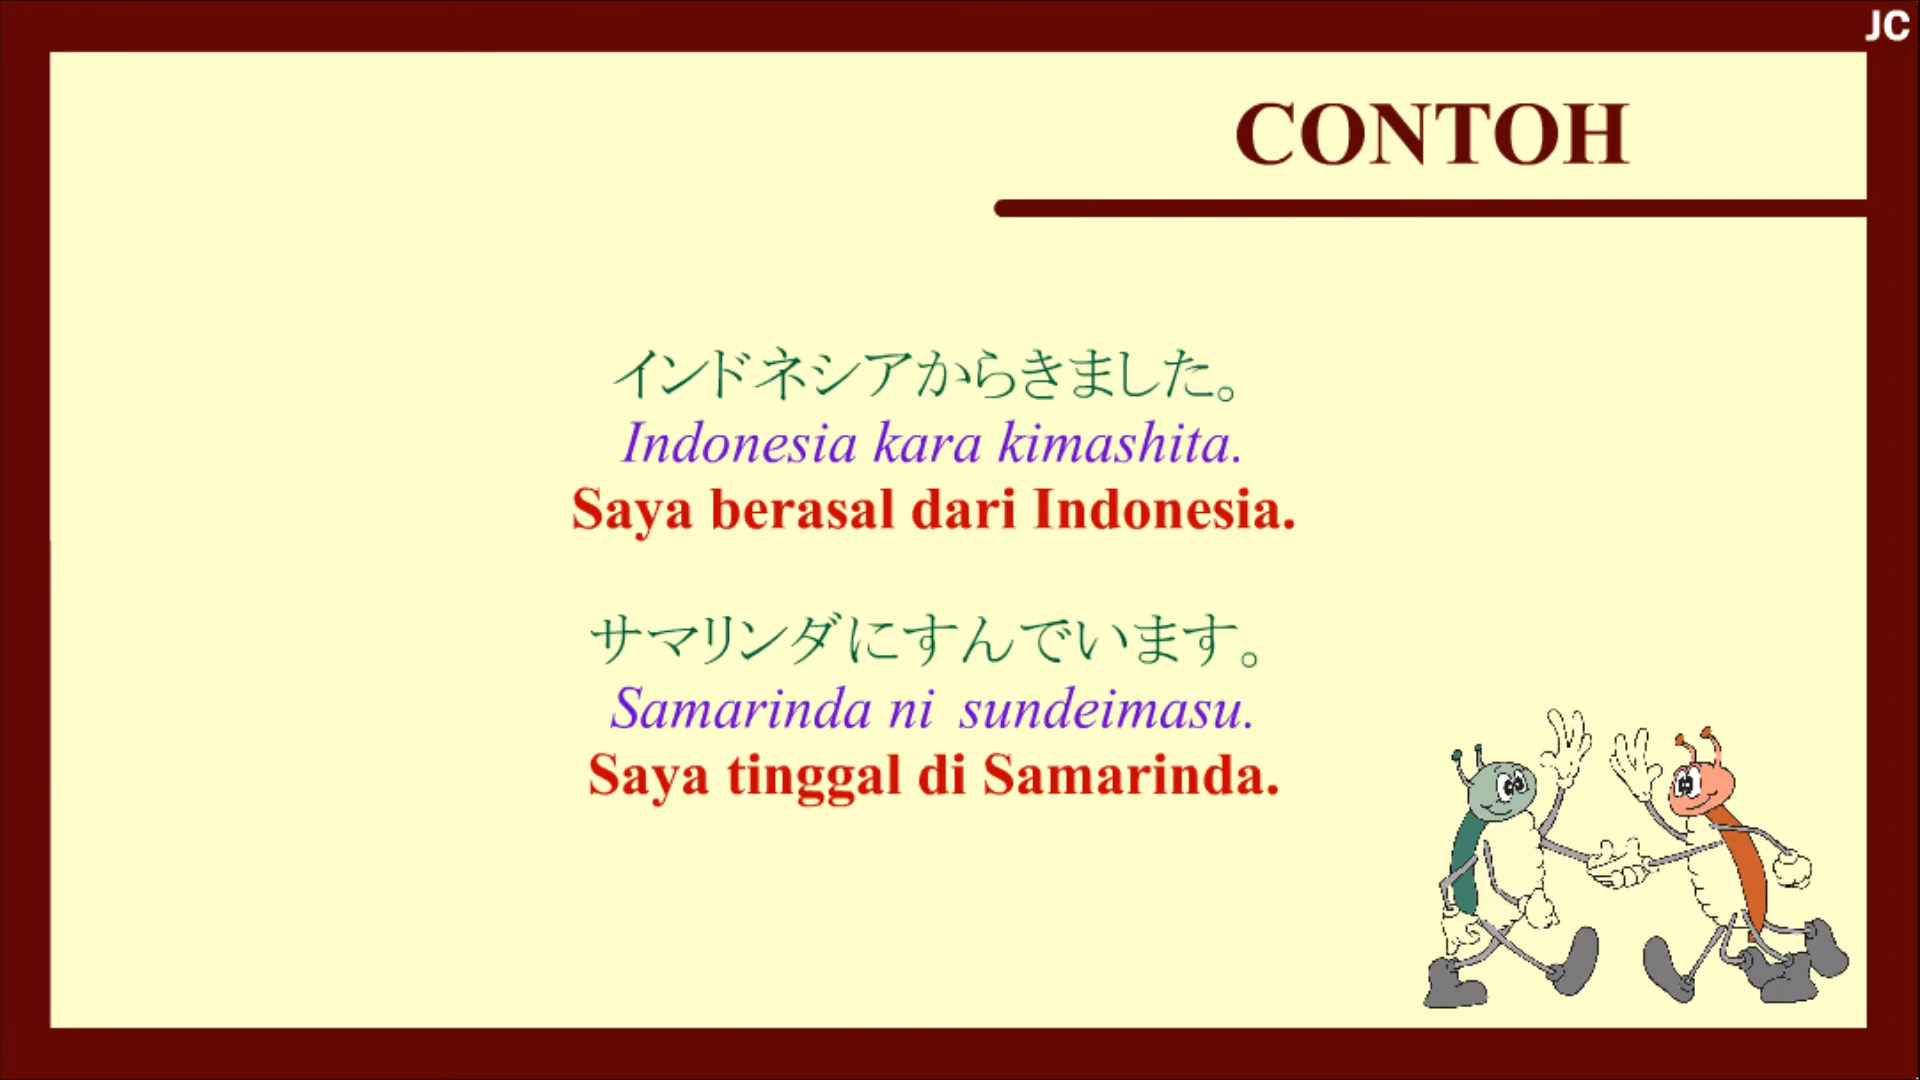 JC
CONTOH
インドネシアからきました。
Indonesia kara kimashita.
Saya berasal dari Indonesia.
サマリンダにすんでいます。
Samarinda ni sundeimasu.
Saya tinggal di Samarinda.